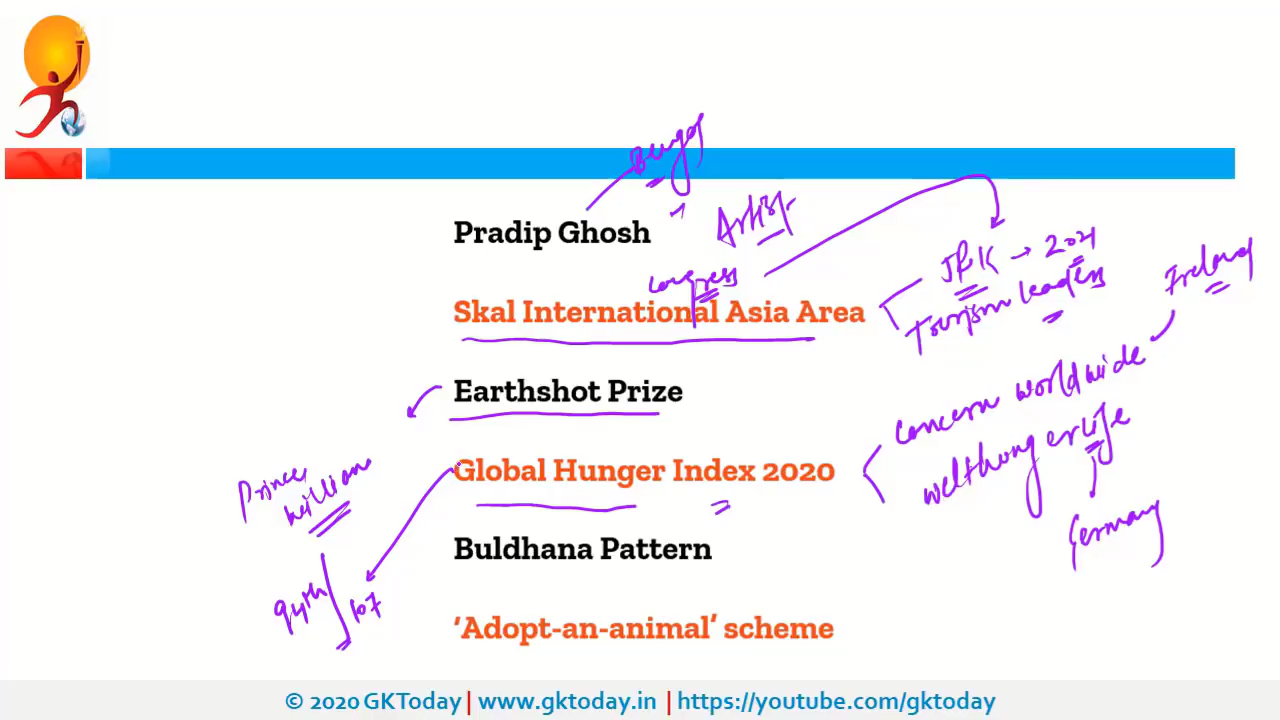 Bengal
Pradip Ghosh
Artist
J&K → 2021
Ireland
Congress
Tourism leaders
Skal International Asia Area
Concern worldwide
Earthshot Prize
welthungerlife
Prince
William
Global Hunger Index 2020
Germany
Buldhana Pattern
94th/107
‘Adopt-an-animal’ scheme
© 2020 GKToday | www.gktoday.in | https://youtube.com/gktoday